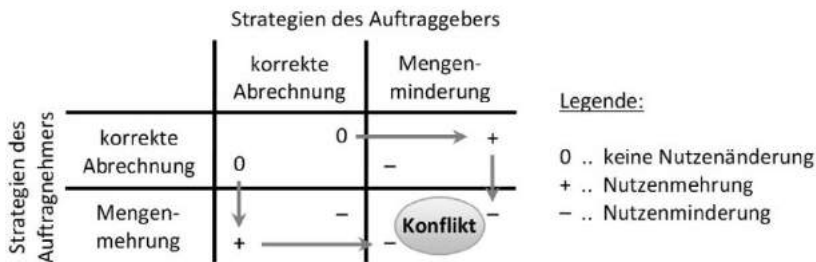 Strategien des Auftraggebers
korrekte
Abrechnung
Mengen-
minderung
Strategien des
Auftragnehmers
korrekte
Abrechnung
0
+
0
–
Mengen-
mehrung
–
–
+
–
Konflikt
Legende:
0 .. keine Nutzenänderung
+ .. Nutzenmehrung
– .. Nutzenminderung